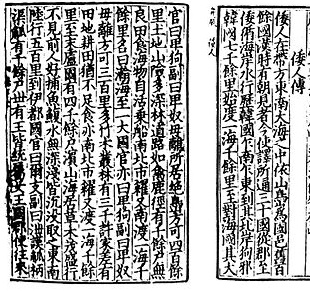 倭人傳
倭人在帶方東南大海之中依山㠀爲國邑舊百
餘國漢時有朝見者今使譯所通三十國從郡至
倭循海岸水行歷韓國乍南乍東到其北岸狗邪
韓國七千餘里始度一海千餘里至對海國其大
官曰卑狗副曰卑奴毋離所居絶㠀方可四百餘
里土地山險多深林道路如禽鹿徑有千餘戸無
良田食海物自活乗船南北市糴又南渡一海千
餘里名曰瀚海至一大國官亦曰卑狗副曰卑奴
毋離方可三百里多竹木叢林有三千許家差有
田地耕田猶不足食亦南北市糴又渡一海千餘
里至末盧國有四千餘戸濵山海居草木茂盛行
不見前人好捕魚鰒水無深淺皆沉没取之東南
陸行五百里到伊都國官曰爾支副曰泄謨觚柄
渠觚有千餘戸丗有王皆統屬女王國郡使往來